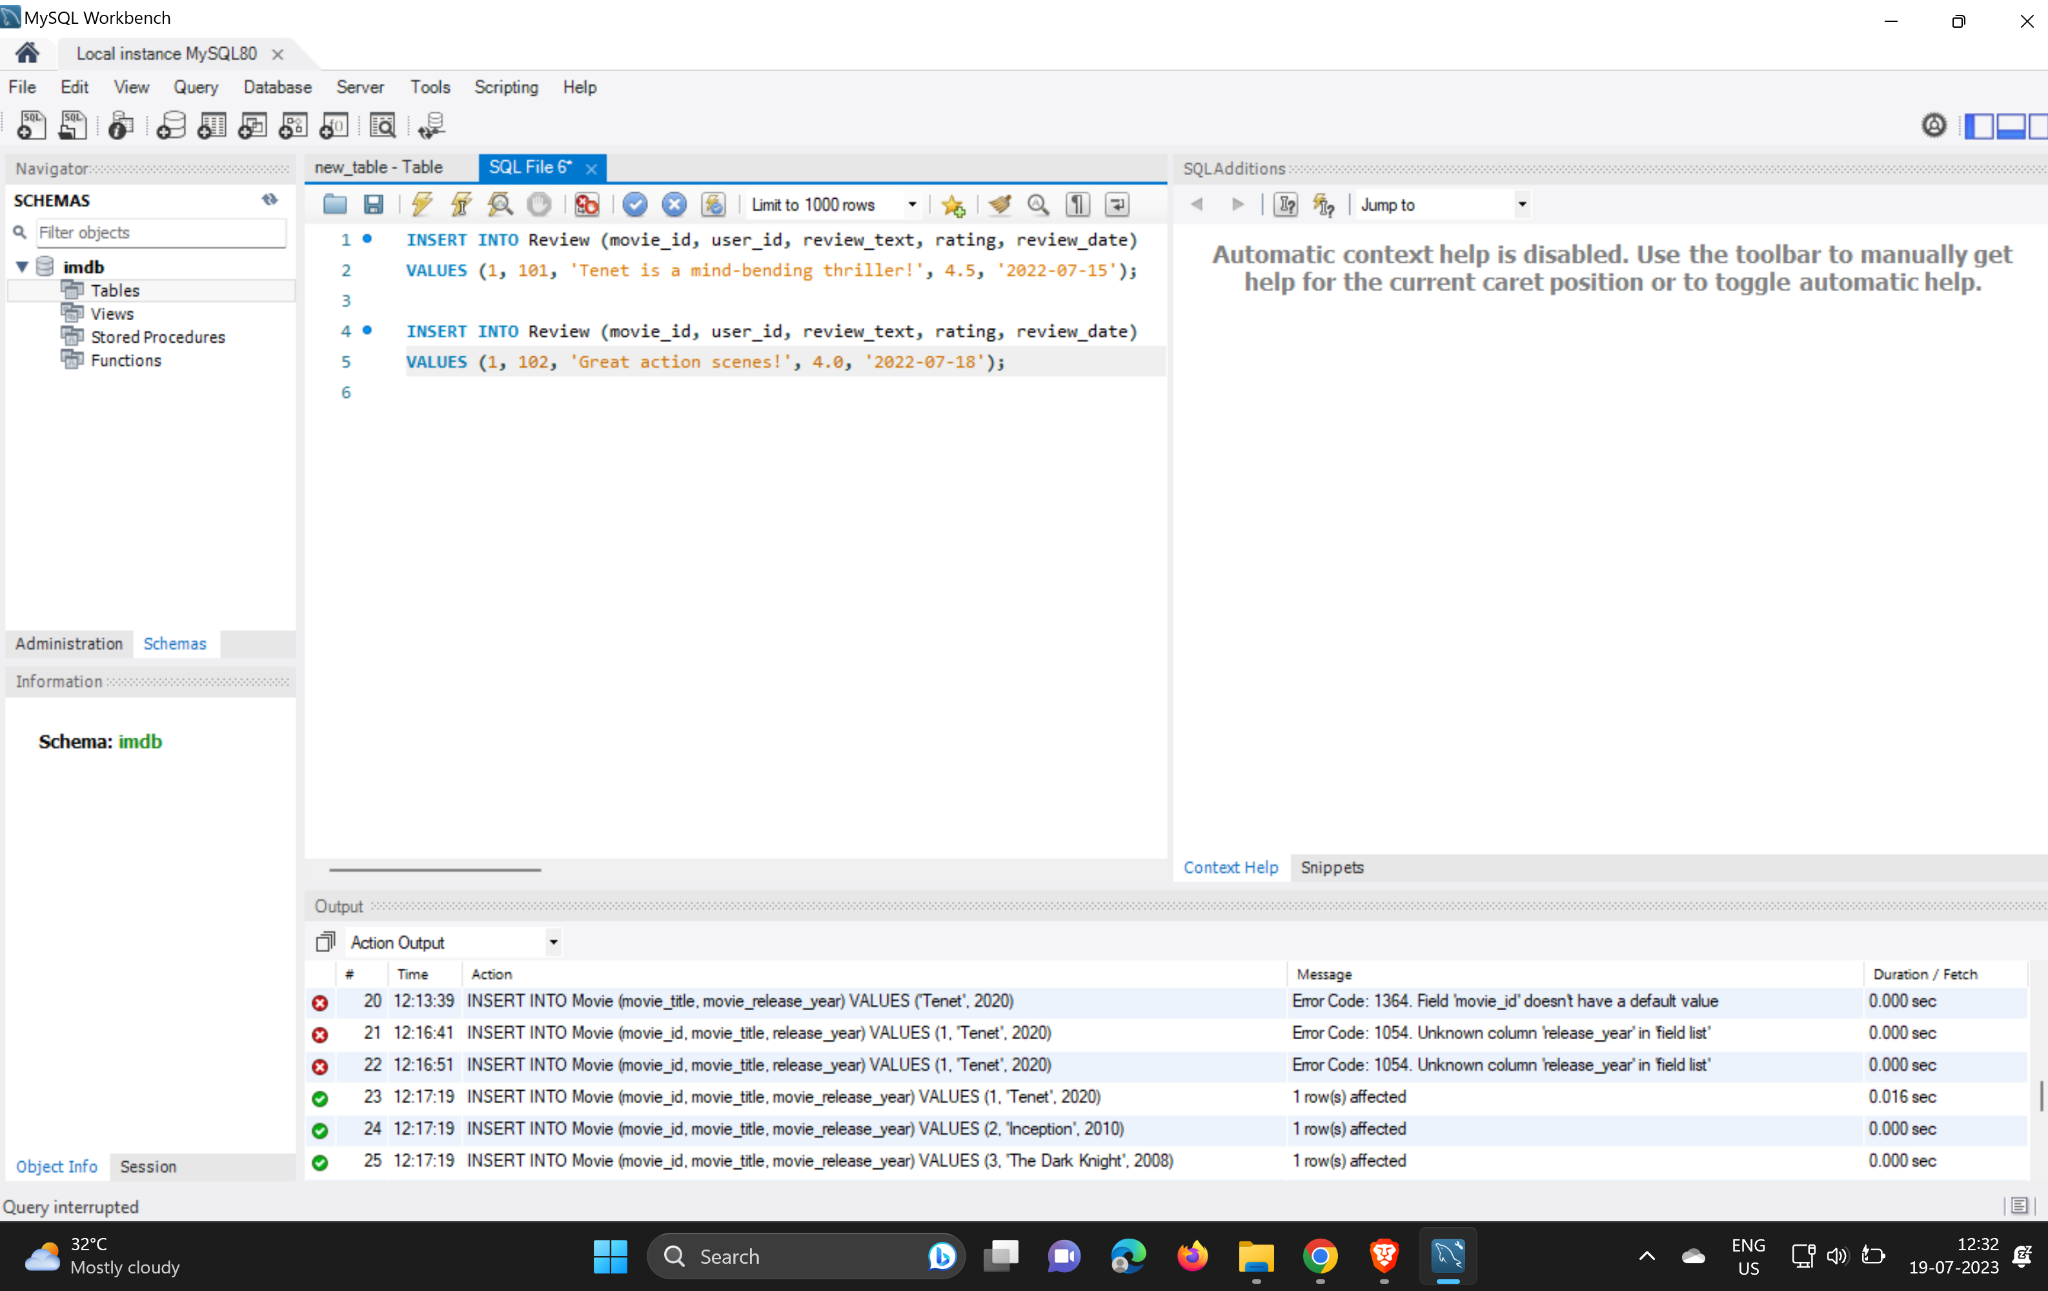 MySQL Workbench
Local instance MySQL80
File Edit View Query Database Server Tools Scripting Help
Navigator
SCHEMAS
Filter objects
imdb
Tables
Views
Stored Procedures
Functions
Administration Schemas
Information
Schema: imdb
Object Info Session
new_table - Table SQL File 6*
Limit to 1000 rows
1 INSERT INTO Review (movie_id, user_id, review_text, rating, review_date)
2 VALUES (1, 101, 'Tenet is a mind-bending thriller!', 4.5, '2022-07-15');
3
4 INSERT INTO Review (movie_id, user_id, review_text, rating, review_date)
5 VALUES (1, 102, 'Great action scenes!', 4.0, '2022-07-18');
6
SQLAdditions
Jump to
Automatic context help is disabled. Use the toolbar to manually get
help for the current caret position or to toggle automatic help.
Context Help Snippets
Output
Action Output
# Time Action Message Duration / Fetch
20 12:13:39 INSERT INTO Movie (movie_title, movie_release_year) VALUES ('Tenet', 2020) Error Code: 1364. Field 'movie_id' doesn't have a default value 0.000 sec
21 12:16:41 INSERT INTO Movie (movie_id, movie_title, release_year) VALUES (1, 'Tenet', 2020) Error Code: 1054. Unknown column 'release_year' in 'field list' 0.000 sec
22 12:16:51 INSERT INTO Movie (movie_id, movie_title, release_year) VALUES (1, 'Tenet', 2020) Error Code: 1054. Unknown column 'release_year' in 'field list' 0.000 sec
23 12:17:19 INSERT INTO Movie (movie_id, movie_title, movie_release_year) VALUES (1, 'Tenet', 2020) 1 row(s) affected 0.016 sec
24 12:17:19 INSERT INTO Movie (movie_id, movie_title, movie_release_year) VALUES (2, 'Inception', 2010) 1 row(s) affected 0.000 sec
25 12:17:19 INSERT INTO Movie (movie_id, movie_title, movie_release_year) VALUES (3, 'The Dark Knight', 2008) 1 row(s) affected 0.000 sec
Query interrupted
32°C
Mostly cloudy
Search
ENG
US
12:32
19-07-2023